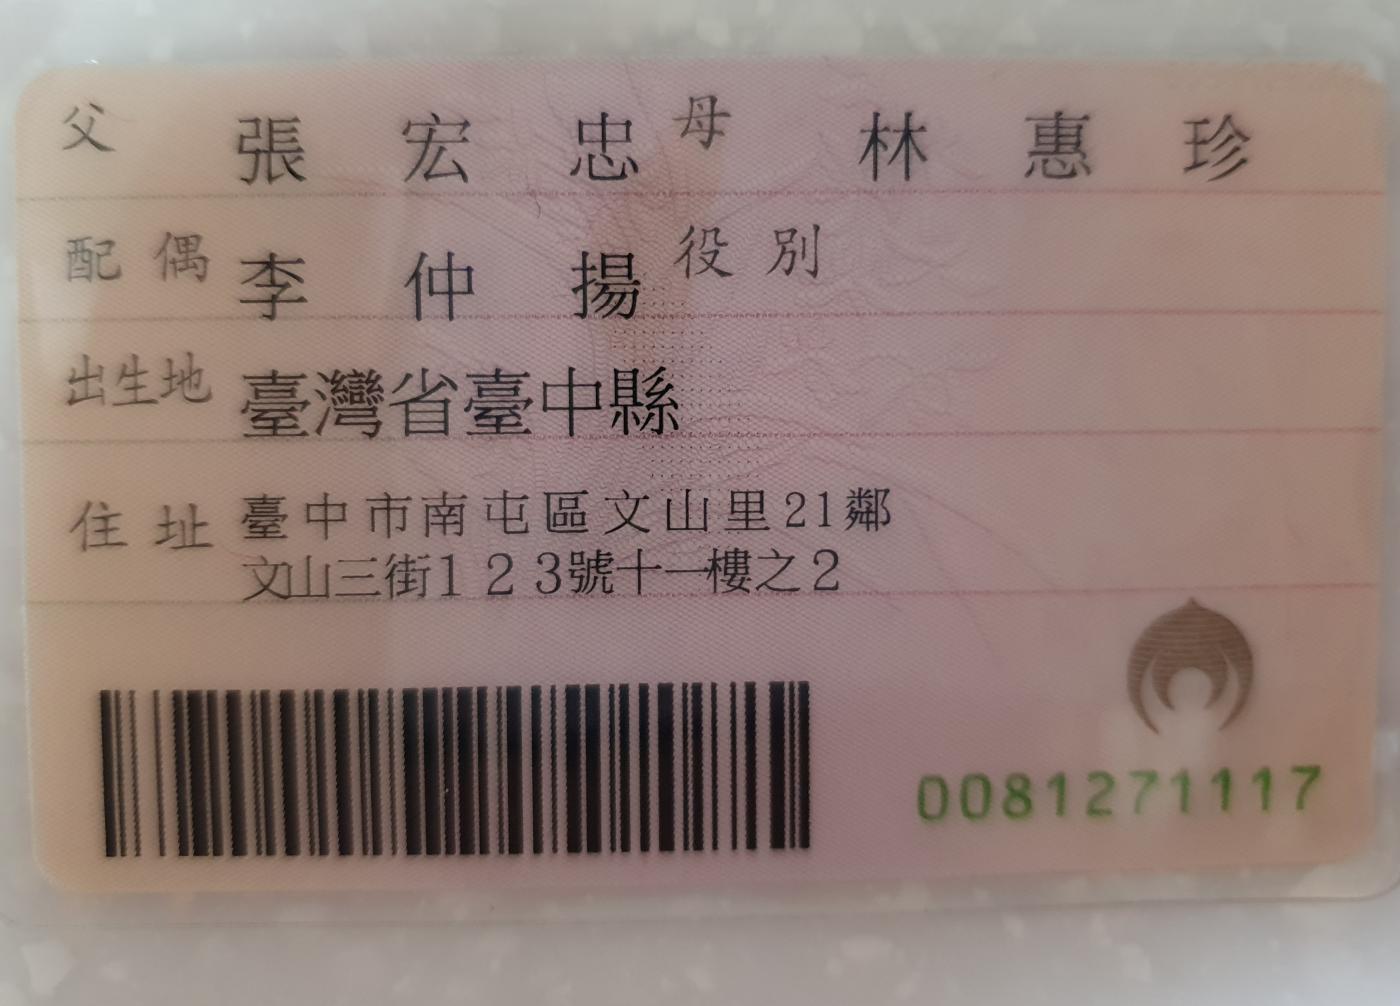 父 張宏忠 母 林惠珍
配偶 李仲揚 役別
出生地 臺灣省臺中縣
住址 臺中市南屯區文山里21鄰
文山三街123號十一樓之2
0081271117